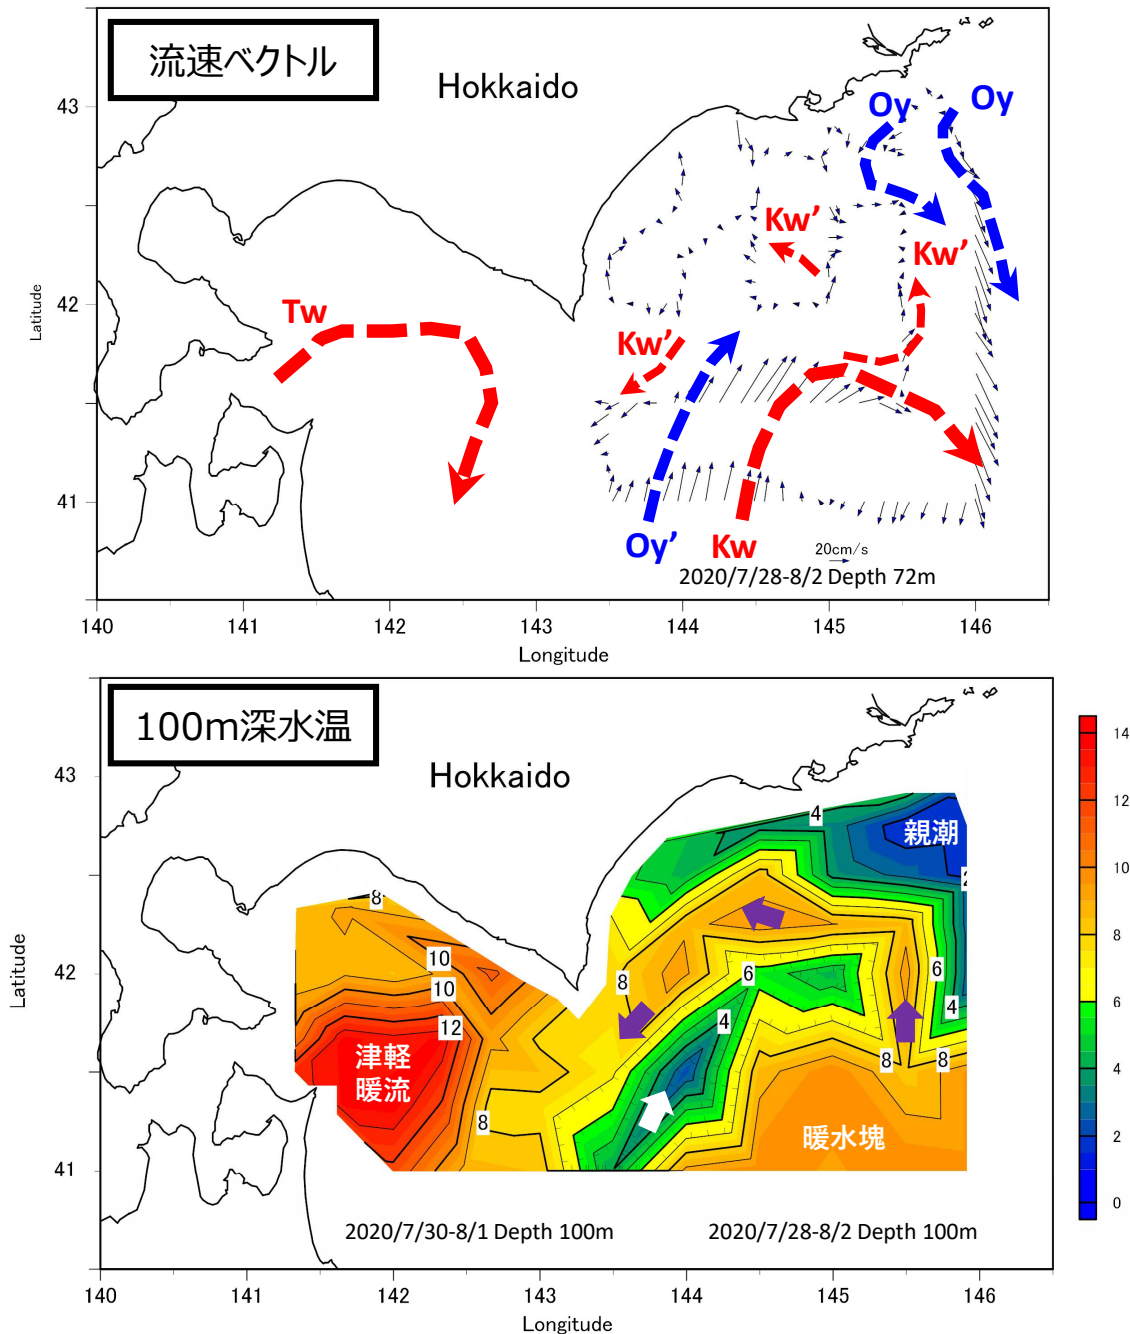 流速ベクトル
Hokkaido
Oy
Oy
Kw'
Kw'
Tw
Kw'
Oy’
Kw
20cm/s
2020/7/28-8/2 Depth 72m
43
42
41
Latitude
140
141
142
143
144
145
146
Longitude
100m深水温
Hokkaido
親潮
津軽
暖流
暖水塊
4
2
8
10
10
12
8
8
6
4
6
4
8
8
2020/7/30-8/1 Depth 100m
2020/7/28-8/2 Depth 100m
43
42
41
Latitude
140
141
142
143
144
145
146
Longitude
14
12
10
8
6
4
2
0